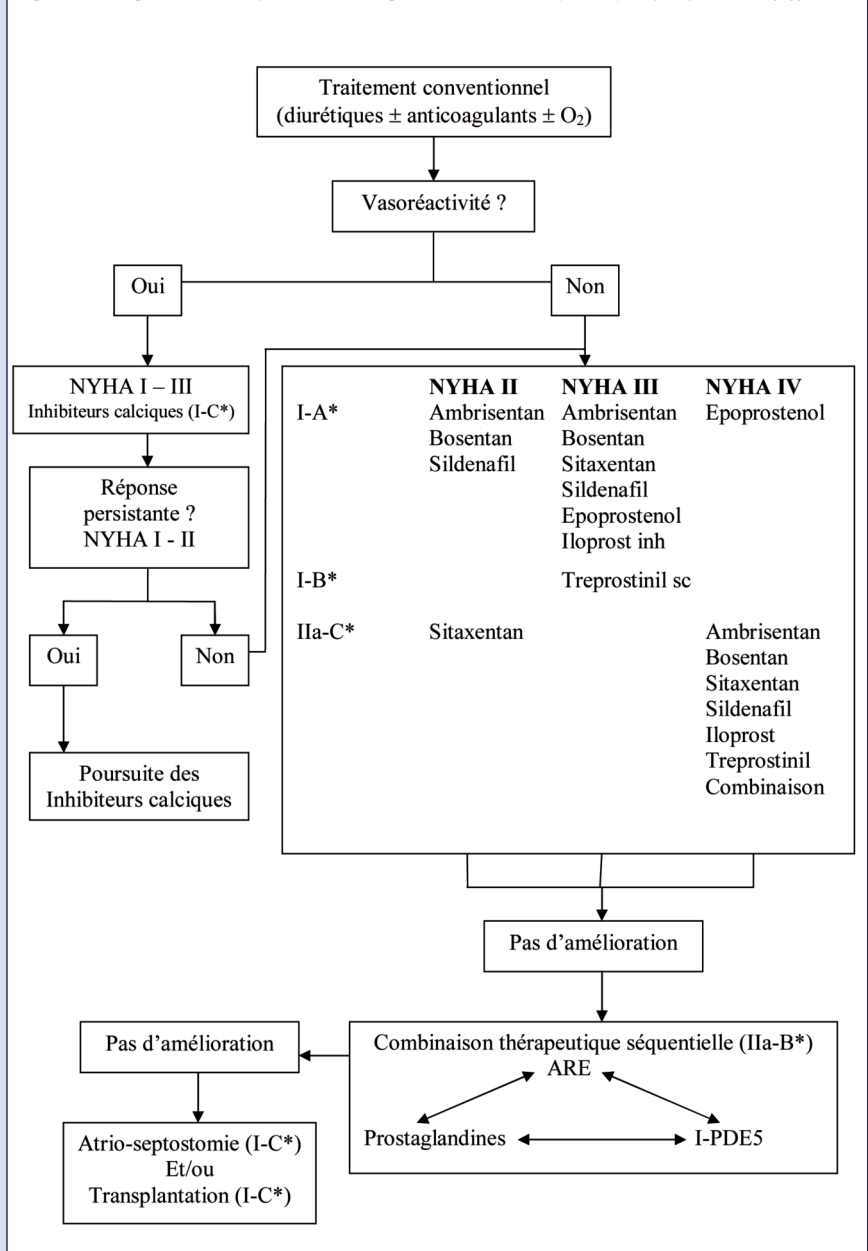 Traitement conventionnel
(diurétiques ± anticoagulants ± O₂)
Vasoréactivité ?
Oui
Non
NYHA I – III
Inhibiteurs calciques (I-C*)
Réponse
persistante ?
NYHA I - II
Oui
Non
Poursuite des
Inhibiteurs calciques
NYHA II NYHA III NYHA IV
I-A* Ambrisentan Ambrisentan Epoprostenol
Bosentan Bosentan
Sildenafil Sitaxentan
Sildenafil
Epoprostenol
Iloprost inh
I-B* Treprostinil sc
IIa-C* Sitaxentan Ambrisentan
Bosentan
Sitaxentan
Sildenafil
Iloprost
Treprostinil
Combinaison
Pas d’amélioration
Combinaison thérapeutique séquentielle (IIa-B*)
ARE
Prostaglandines I-PDE5
Pas d’amélioration
Atrio-septostomie (I-C*)
Et/ou
Transplantation (I-C*)